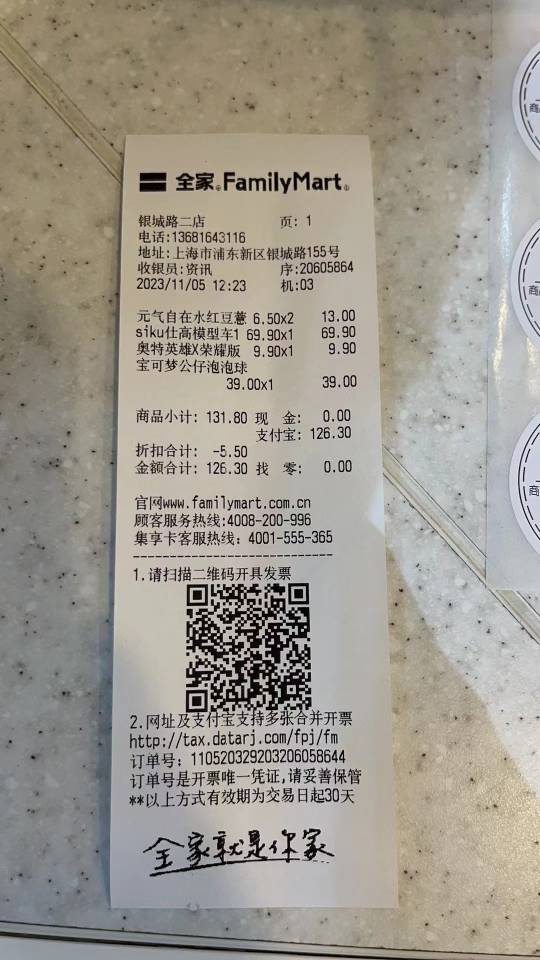 全家 FamilyMart
银城路二店 页: 1
电话:13681643116
地址:上海市浦东新区银城路155号
收银员:资讯 序:20605864
2023/11/05 12:23 机:03
元气自在水红豆薏 6.50x2 13.00
siku仕高模型车1 69.90x1 69.90
奥特英雄X荣耀版 9.90x1 9.90
宝可梦公仔泡泡球
39.00x1 39.00
商品小计: 131.80 现 金: 0.00
支付宝: 126.30
折扣合计: -5.50
金额合计: 126.30 找 零: 0.00
官网www.familymart.com.cn
顾客服务热线:4008-200-996
集享卡客服热线: 4001-555-365
--------------------------------
1.请扫描二维码开具发票
2.网址及支付宝支持多张合并开票
http://tax.datarj.com/fpj/fm
订单号: 110520329203206058644
订单号是开票唯一凭证,请妥善保管
**以上方式有效期为交易日起30天
全家就是你家
商
商
商